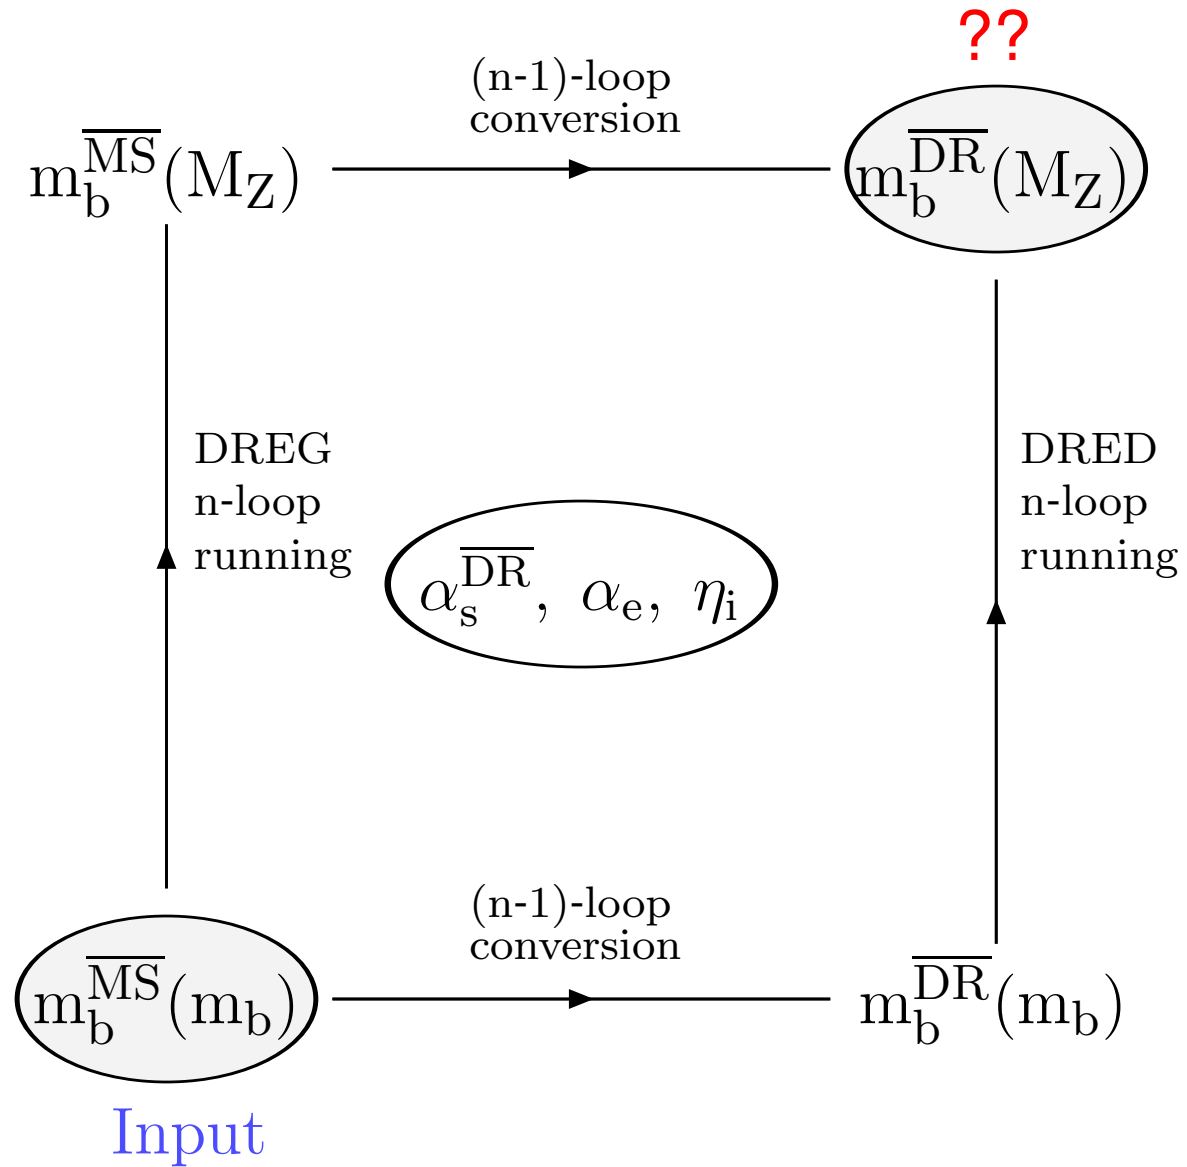 ??
(n-1)-loop
conversion
m_b^{\overline{MS}}(M_Z)
m_b^{\overline{DR}}(M_Z)
DREG
n-loop
running
DRED
n-loop
running
α_s^{\overline{DR}}, α_e, η_i
(n-1)-loop
conversion
m_b^{\overline{MS}}(m_b)
m_b^{\overline{DR}}(m_b)
Input